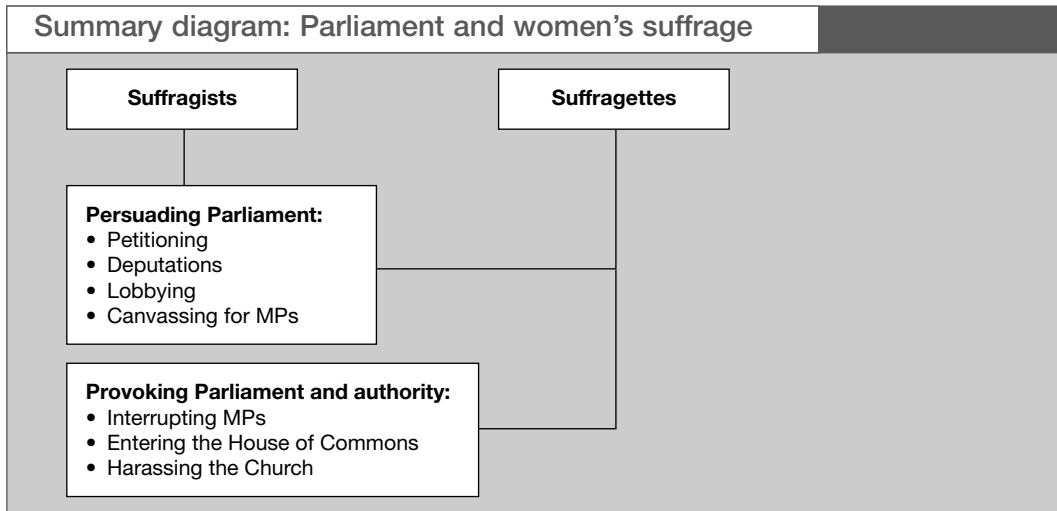 Summary diagram: Parliament and women’s suffrage
Suffragists
Suffragettes
Persuading Parliament:
• Petitioning
• Deputations
• Lobbying
• Canvassing for MPs
Provoking Parliament and authority:
• Interrupting MPs
• Entering the House of Commons
• Harassing the Church